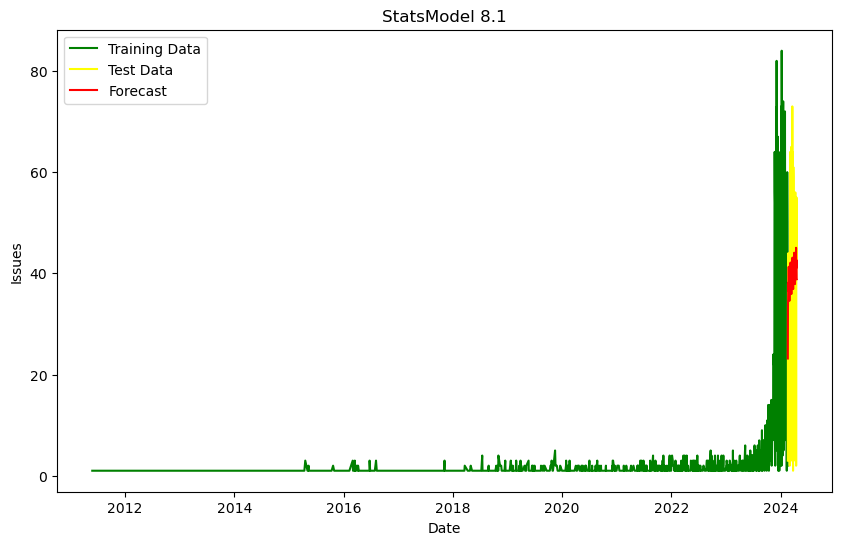 StatsModel 8.1
Training Data
Test Data
Forecast
80
60
40
20
0
Issues
2012 2014 2016 2018 2020 2022 2024
Date